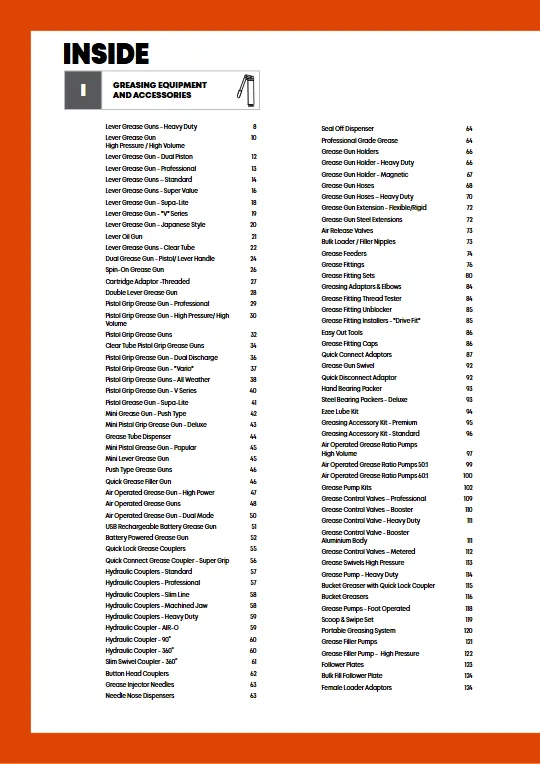 INSIDE
I
GREASING EQUIPMENT
AND ACCESSORIES
Lever Grease Guns - Heavy Duty 8
Lever Grease Gun 10
High Pressure / High Volume
Lever Grease Gun - Dual Piston 12
Lever Grease Gun - Professional 13
Lever Grease Guns - Standard 14
Lever Grease Guns - Super Value 16
Lever Grease Gun - Supa-Lite 18
Lever Grease Gun - "V" Series 19
Lever Grease Gun - Japanese Style 20
Lever Oil Gun 21
Lever Grease Guns - Clear Tube 22
Dual Grease Gun - Pistol/ Lever Handle 24
Spin-On Grease Gun 26
Cartridge Adaptor -Threaded 27
Double Lever Grease Gun 28
Pistol Grip Grease Gun - Professional 29
Pistol Grip Grease Gun - High Pressure/ High 30
Volume
Pistol Grip Grease Guns 32
Clear Tube Pistol Grip Grease Guns 34
Pistol Grip Grease Gun - Dual Discharge 36
Pistol Grip Grease Gun - "Vario" 37
Pistol Grip Grease Guns - All Weather 38
Pistol Grip Grease Gun - V Series 40
Pistol Grease Gun - Supa-Lite 41
Mini Grease Gun - Push Type 42
Mini Pistol Grip Grease Gun - Deluxe 43
Grease Tube Dispenser 44
Mini Pistol Grease Gun - Popular 45
Mini Lever Grease Gun 45
Push Type Grease Guns 46
Quick Grease Filler Gun 46
Air Operated Grease Gun - High Power 47
Air Operated Grease Guns 48
Air Operated Grease Gun - Dual Mode 50
USB Rechargeable Battery Grease Gun 51
Battery Powered Grease Gun 52
Quick Lock Grease Couplers 55
Quick Connect Grease Coupler - Super Grip 56
Hydraulic Couplers - Standard 57
Hydraulic Couplers - Professional 57
Hydraulic Couplers - Slim Line 58
Hydraulic Couplers - Machined Jaw 58
Hydraulic Couplers - Heavy Duty 59
Hydraulic Coupler - AIR-O 59
Hydraulic Coupler - 90° 60
Hydraulic Coupler - 360° 60
Slim Swivel Coupler - 360° 61
Button Head Couplers 62
Grease Injector Needles 63
Needle Nose Dispensers 63
Seal Off Dispenser 64
Professional Grade Grease 64
Grease Gun Holders 66
Grease Gun Holder - Heavy Duty 66
Grease Gun Holder - Magnetic 67
Grease Gun Hoses 68
Grease Gun Hoses – Heavy Duty 70
Grease Gun Extension - Flexible/Rigid 72
Grease Gun Steel Extensions 72
Air Release Valves 73
Bulk Loader / Filler Nipples 73
Grease Feeders 74
Grease Fittings 76
Grease Fitting Sets 80
Greasing Adaptors & Elbows 84
Grease Fitting Thread Tester 84
Grease Fitting Unblocker 85
Grease Fitting Installers - "Drive Fit" 85
Easy Out Tools 86
Grease Fitting Caps 86
Quick Connect Adaptors 87
Grease Gun Swivel 92
Quick Disconnect Adaptor 92
Hand Bearing Packer 93
Steel Bearing Packers - Deluxe 93
Ezee Lube Kit 94
Greasing Accessory Kit - Premium 95
Greasing Accessory Kit - Standard 96
Air Operated Grease Ratio Pumps
High Volume 97
Air Operated Grease Ratio Pumps 50:1 99
Air Operated Grease Ratio Pumps 60:1 100
Grease Pump Kits 102
Grease Control Valves – Professional 109
Grease Control Valves – Booster 110
Grease Control Valve - Heavy Duty 111
Grease Control Valve - Booster
Aluminium Body 111
Grease Control Valves – Metered 112
Grease Swivels High Pressure 113
Grease Pump - Heavy Duty 114
Bucket Greaser with Quick Lock Coupler 115
Bucket Greasers 116
Grease Pumps - Foot Operated 118
Scoop & Swipe Set 119
Portable Greasing System 120
Grease Filler Pumps 121
Grease Filler Pump - High Pressure 122
Follower Plates 123
Bulk Fill Follower Plate 124
Female Loader Adaptors 124